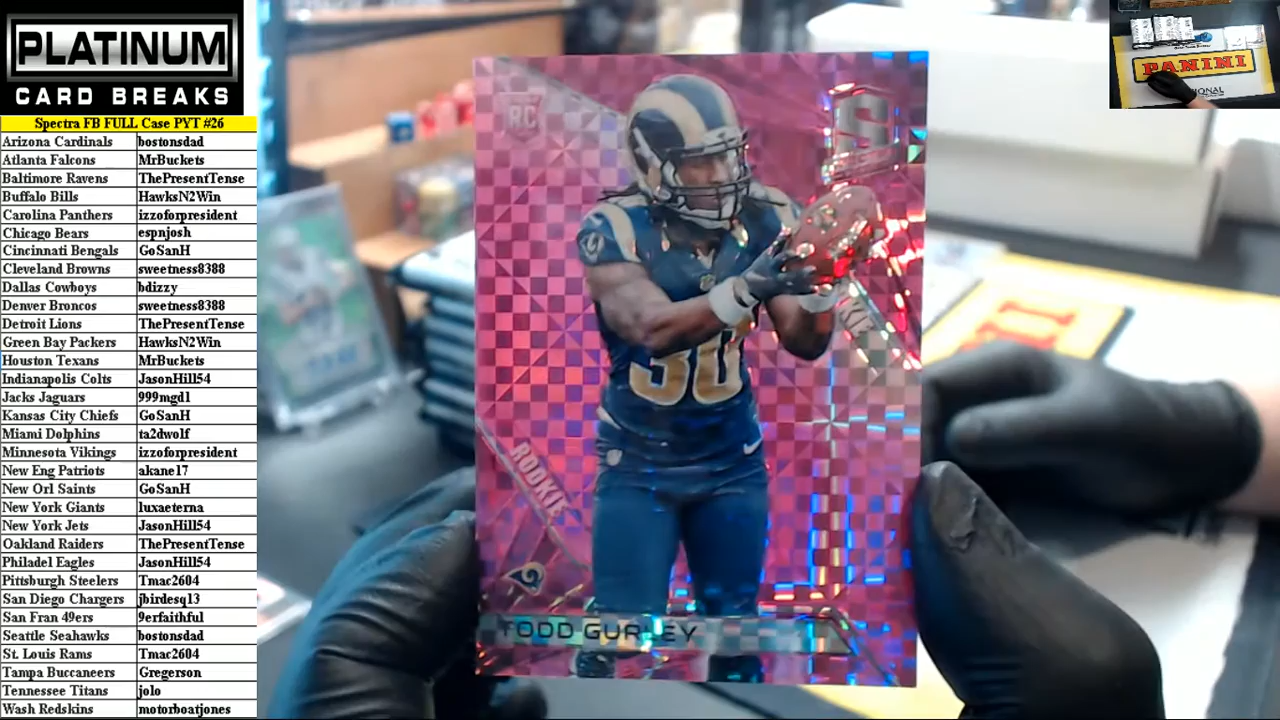 PLATINUM
CARD BREAKS
Spectra FB FULL Case PYT #26
Arizona Cardinals bostonsdad
Atlanta Falcons MrBuckets
Baltimore Ravens ThePresentTense
Buffalo Bills HawksN2Win
Carolina Panthers izzoforpresident
Chicago Bears espnjosh
Cincinnati Bengals GoSanH
Cleveland Browns sweetness8388
Dallas Cowboys bdizzy
Denver Broncos sweetness8388
Detroit Lions ThePresentTense
Green Bay Packers HawksN2Win
Houston Texans MrBuckets
Indianapolis Colts JasonHill54
Jacks Jaguars 999mgd1
Kansas City Chiefs GoSanH
Miami Dolphins ta2dwolf
Minnesota Vikings izzoforpresident
New Eng Patriots akane17
New Orl Saints GoSanH
New York Giants luxaeterna
New York Jets JasonHill54
Oakland Raiders ThePresentTense
Philadel Eagles JasonHill54
Pittsburgh Steelers Tmac2604
San Diego Chargers jbirdesq13
San Fran 49ers 9erfaithful
Seattle Seahawks bostonsdad
St. Louis Rams Tmac2604
Tampa Buccaneers Gregerson
Tennessee Titans jolo
Wash Redskins motorboatjones
RC
S
30
ROOKIE
TODD GURLEY
PANINI